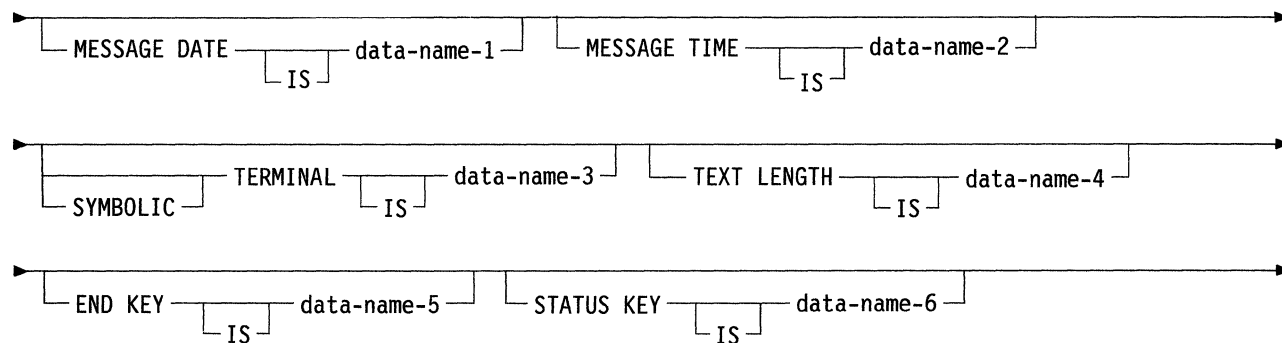 MESSAGE DATE IS data-name-1 MESSAGE TIME IS data-name-2
SYMBOLIC TERMINAL IS data-name-3 TEXT LENGTH IS data-name-4
END KEY IS data-name-5 STATUS KEY IS data-name-6